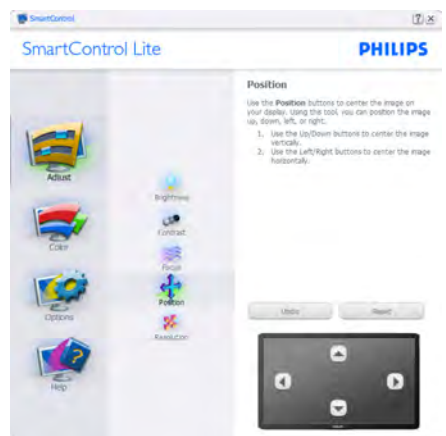 SmartControl
SmartControl Lite
PHILIPS
Adjust
Color
Options
Help
Brightness
Contrast
Focus
Position
Resolution
Position
Use the Position buttons to center the image on
your display. Using the tool, you can position the image
up, down, left, or right.
1. Use the Up/Down buttons to center the image
vertically.
2. Use the Left/Right buttons to center the image
horizontally.
Undo
Reset